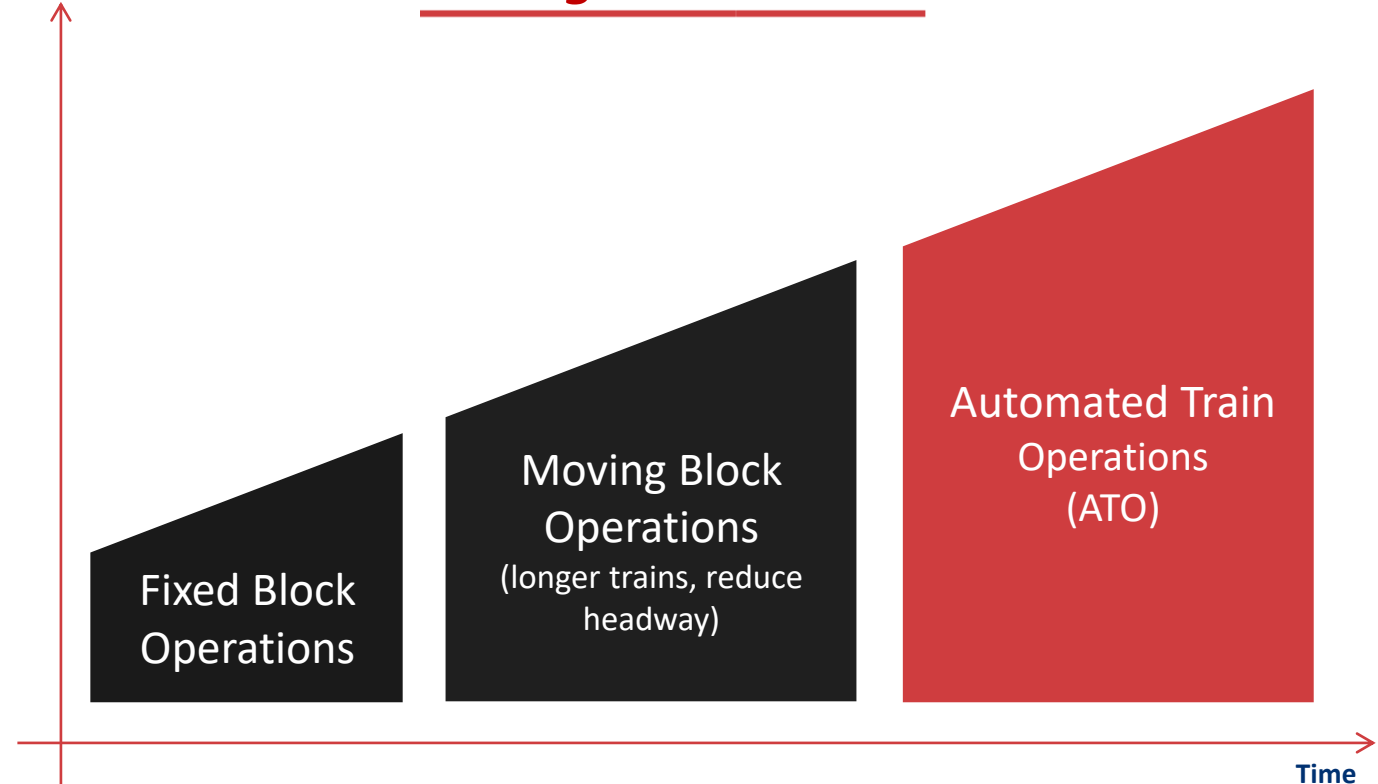 Fixed Block
Operations
Moving Block
Operations
(longer trains, reduce
headway)
Automated Train
Operations
(ATO)
Time